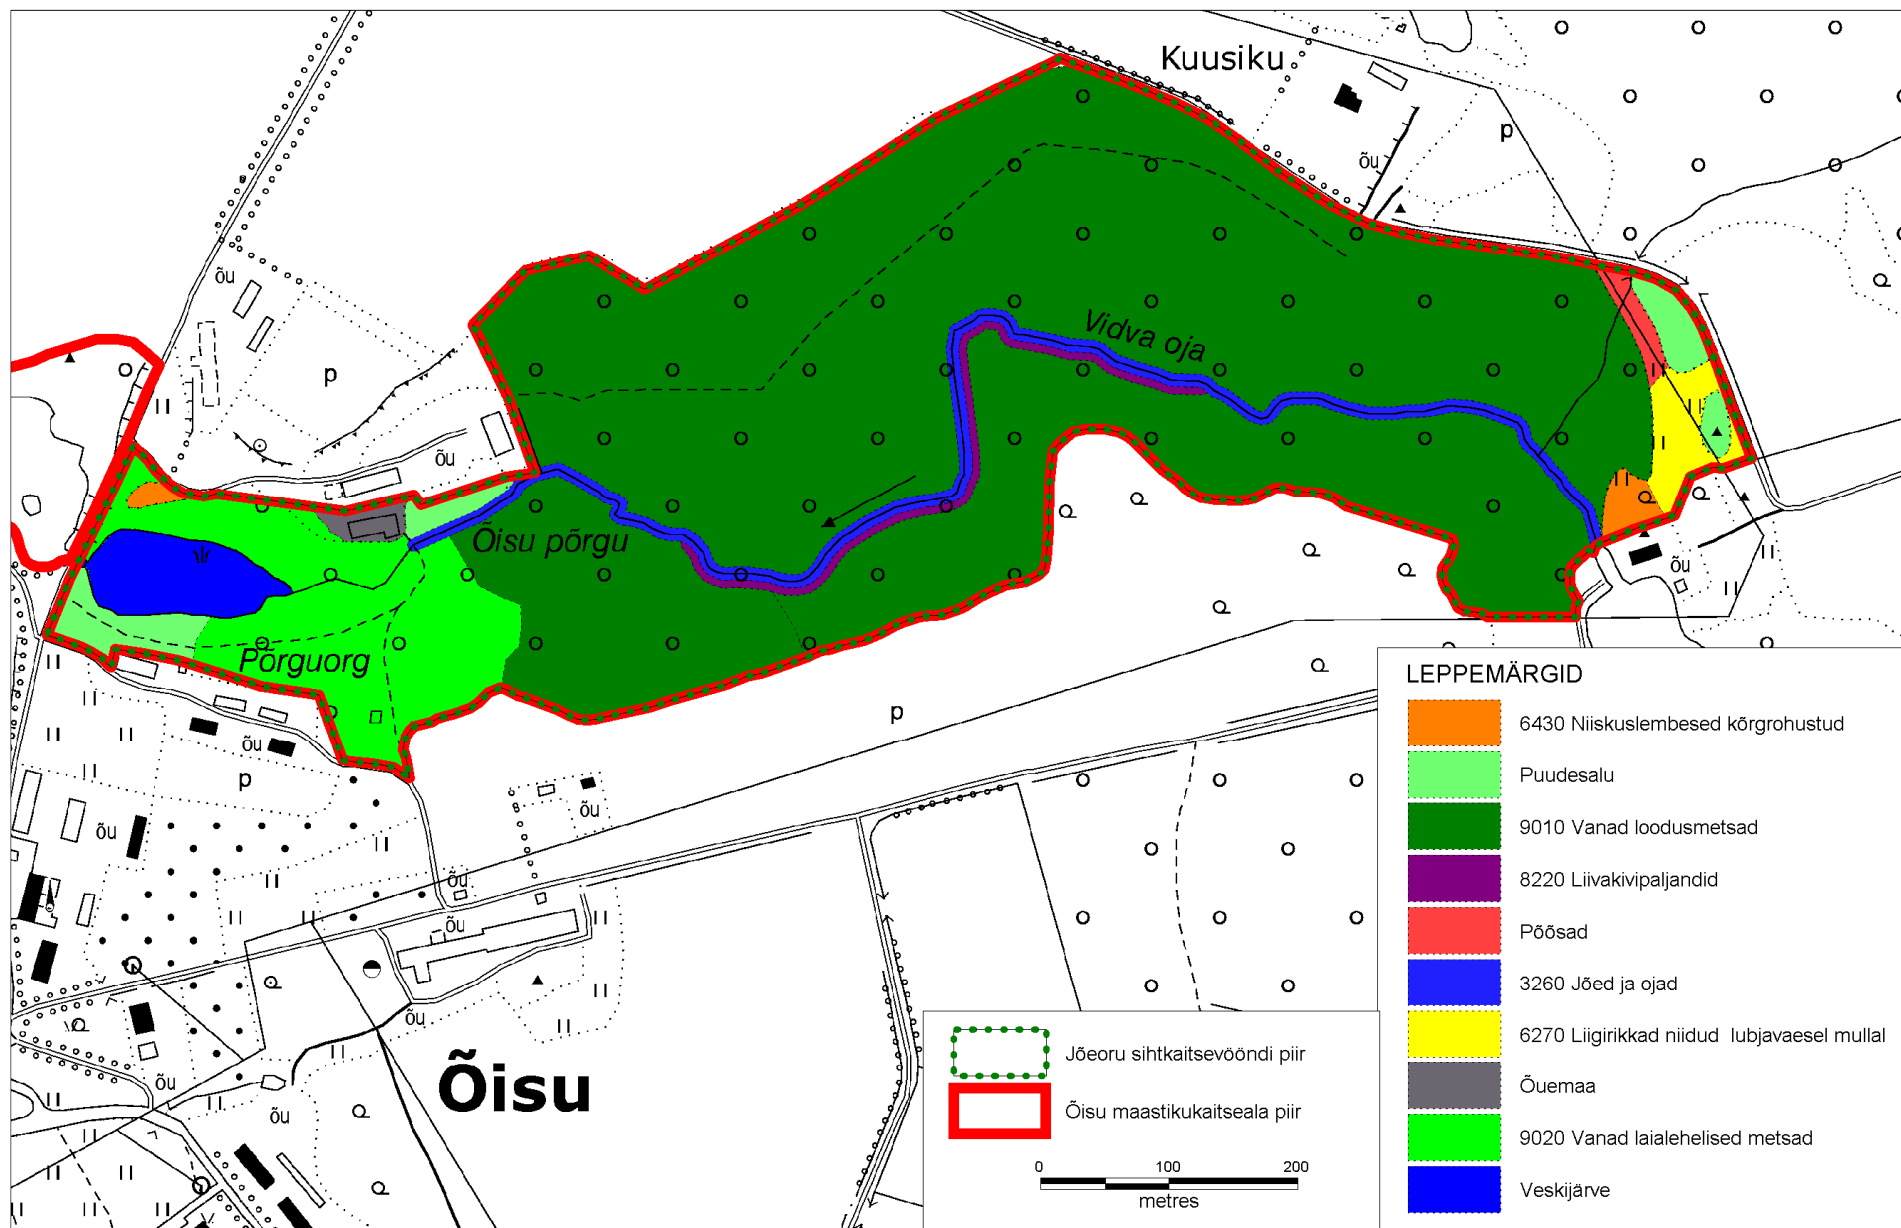 Kuusiku
p
õu
õu
Vidva oja
p
õu
Õisu põrgu
õu
Põrguorg
p
õu
p
õu
õu
õu
õu
õu
õu
õu
Õisu
LEPPEMÄRGID
6430 Niiskuslembesed kõrgrohustud
Puudesalu
9010 Vanad loodusmetsad
8220 Liivakivipaljandid
Põõsad
3260 Jõed ja ojad
6270 Liigirikkad niidud lubjavaesel mullal
Õuemaa
9020 Vanad laialehelised metsad
Veskijärve
Jõeoru sihtkaitsevööndi piir
Õisu maastikukaitseala piir
0 100 200
metres